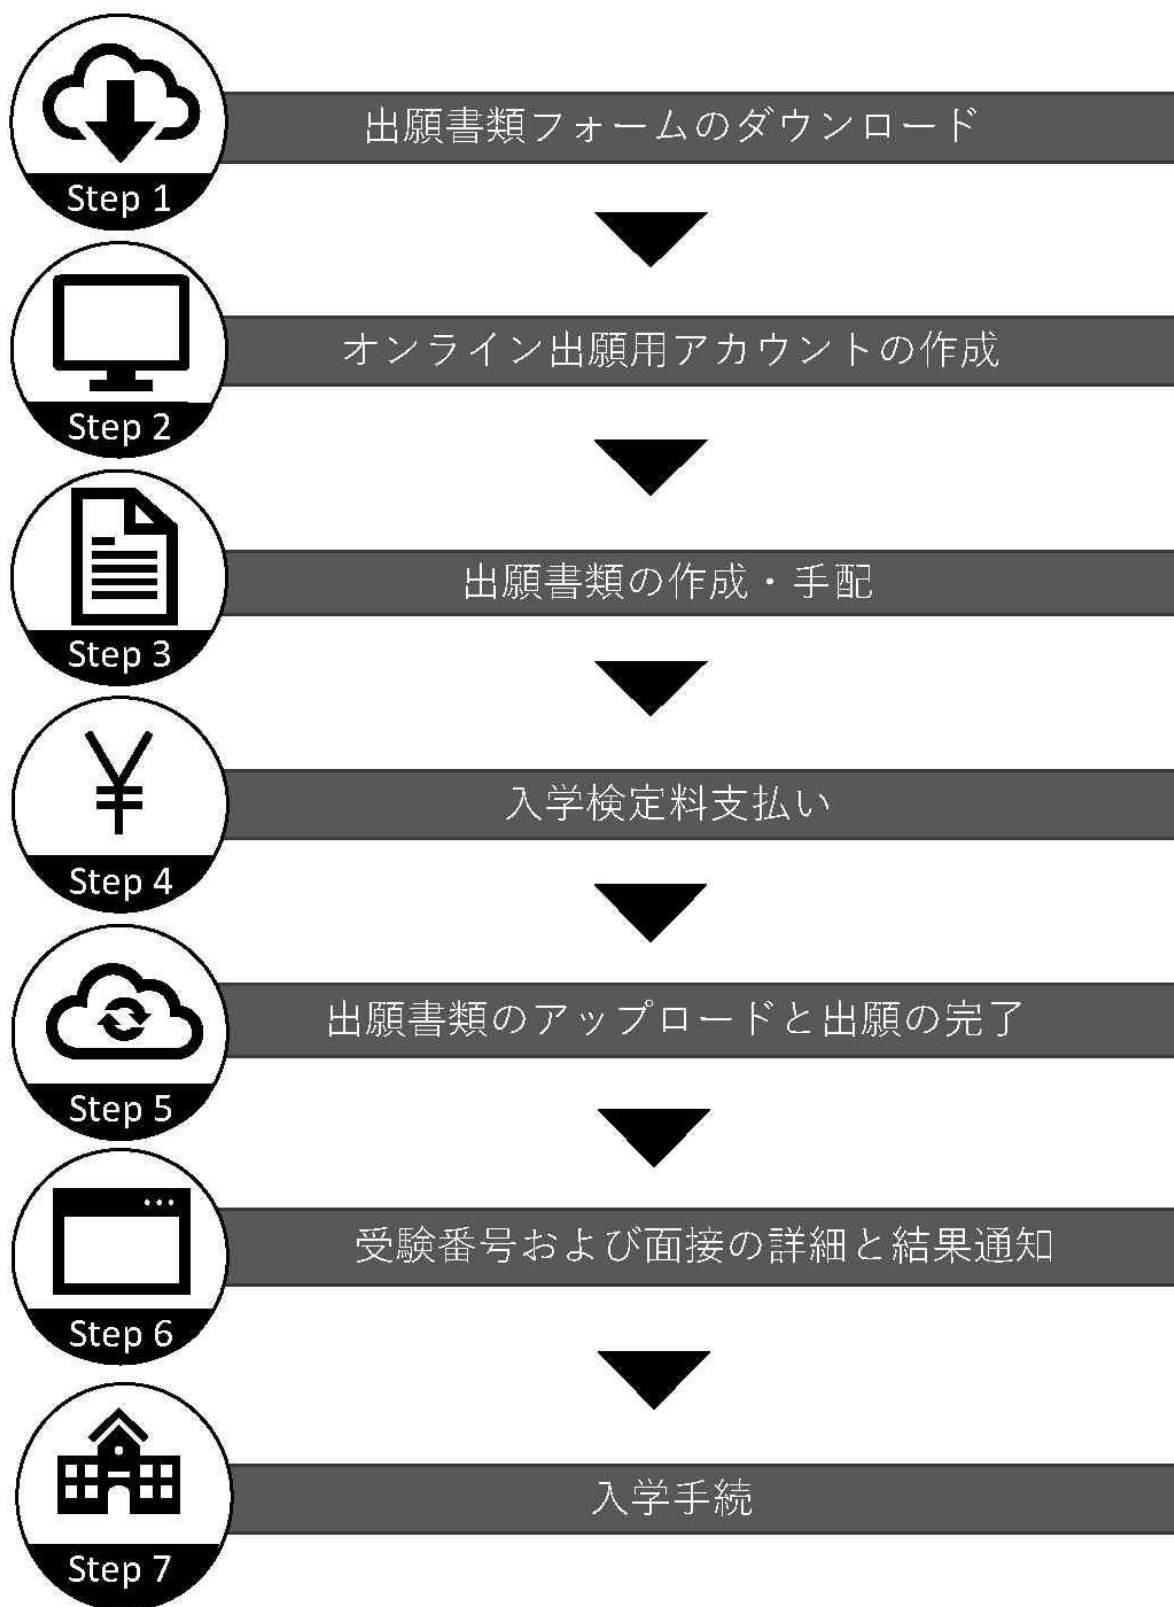 出願書類フォームのダウンロード
Step 1
オンライン出願用アカウントの作成
Step 2
出願書類の作成・手配
Step 3
¥
入学検定料支払い
Step 4
出願書類のアップロードと出願の完了
Step 5
受験番号および面接の詳細と結果通知
Step 6
入学手続
Step 7